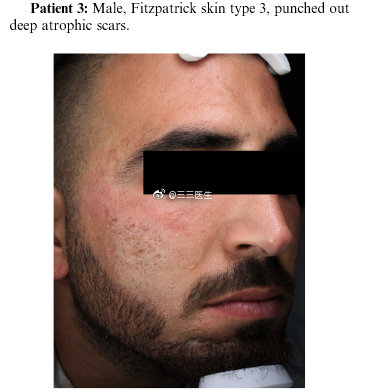 Patient 3: Male, Fitzpatrick skin type 3, punched out
deep atrophic scars.
@三三医生